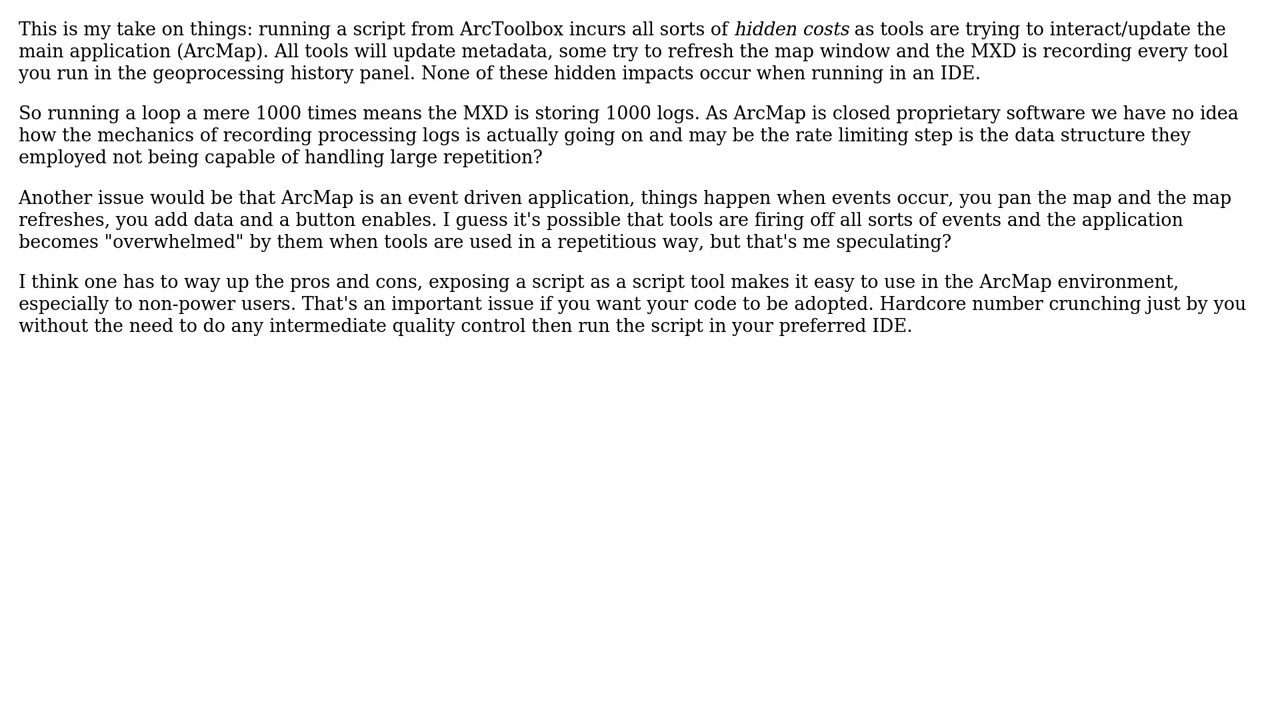 This is my take on things: running a script from ArcToolbox incurs all sorts of hidden costs as tools are trying to interact/update the
main application (ArcMap). All tools will update metadata, some try to refresh the map window and the MXD is recording every tool
you run in the geoprocessing history panel. None of these hidden impacts occur when running in an IDE.
So running a loop a mere 1000 times means the MXD is storing 1000 logs. As ArcMap is closed proprietary software we have no idea
how the mechanics of recording processing logs is actually going on and may be the rate limiting step is the data structure they
employed not being capable of handling large repetition?
Another issue would be that ArcMap is an event driven application, things happen when events occur, you pan the map and the map
refreshes, you add data and a button enables. I guess it's possible that tools are firing off all sorts of events and the application
becomes "overwhelmed" by them when tools are used in a repetitious way, but that's me speculating?
I think one has to way up the pros and cons, exposing a script as a script tool makes it easy to use in the ArcMap environment,
especially to non-power users. That's an important issue if you want your code to be adopted. Hardcore number crunching just by you
without the need to do any intermediate quality control then run the script in your preferred IDE.